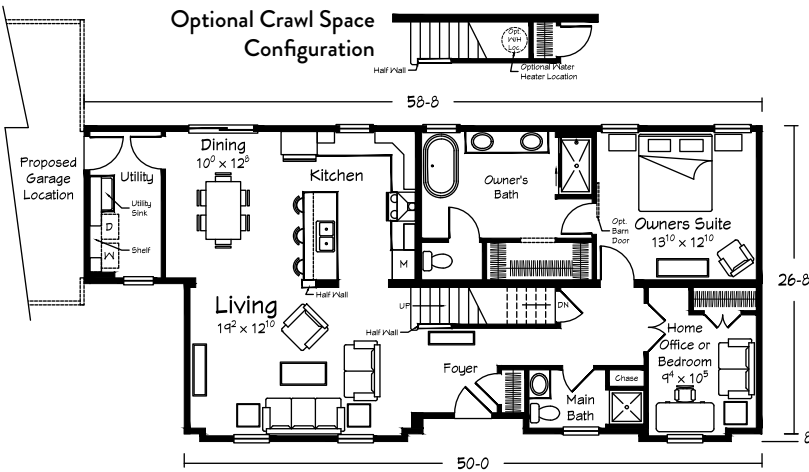 Optional Crawl Space
Configuration
Opt.
W/H
Loc.
Half Wall
Optional Water
Heater Location
58-8
Proposed
Garage
Location
Utility
Utility
Sink
D
Shelf
W
Dining
10⁰ x 12⁸
Kitchen
M
Half Wall
Owner's
Bath
Opt.
Barn
Door
Owners Suite
13¹⁰ x 12¹⁰
26-8
Living
19² x 12¹⁰
UP
DN
Half Wall
Foyer
Home
Office or
Bedroom
9⁴ x 10⁵
Chase
Main
Bath
8
50-0